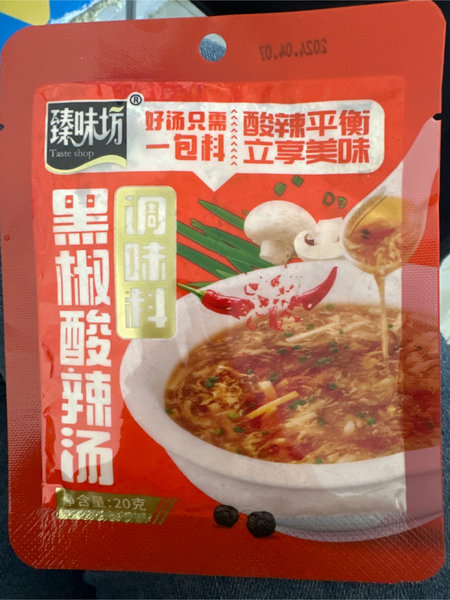 2024.04.07
臻味坊®
Taste shop
好汤只需
一包料
酸辣平衡
立享美味
黑椒酸辣汤
调味料
净含量:20克